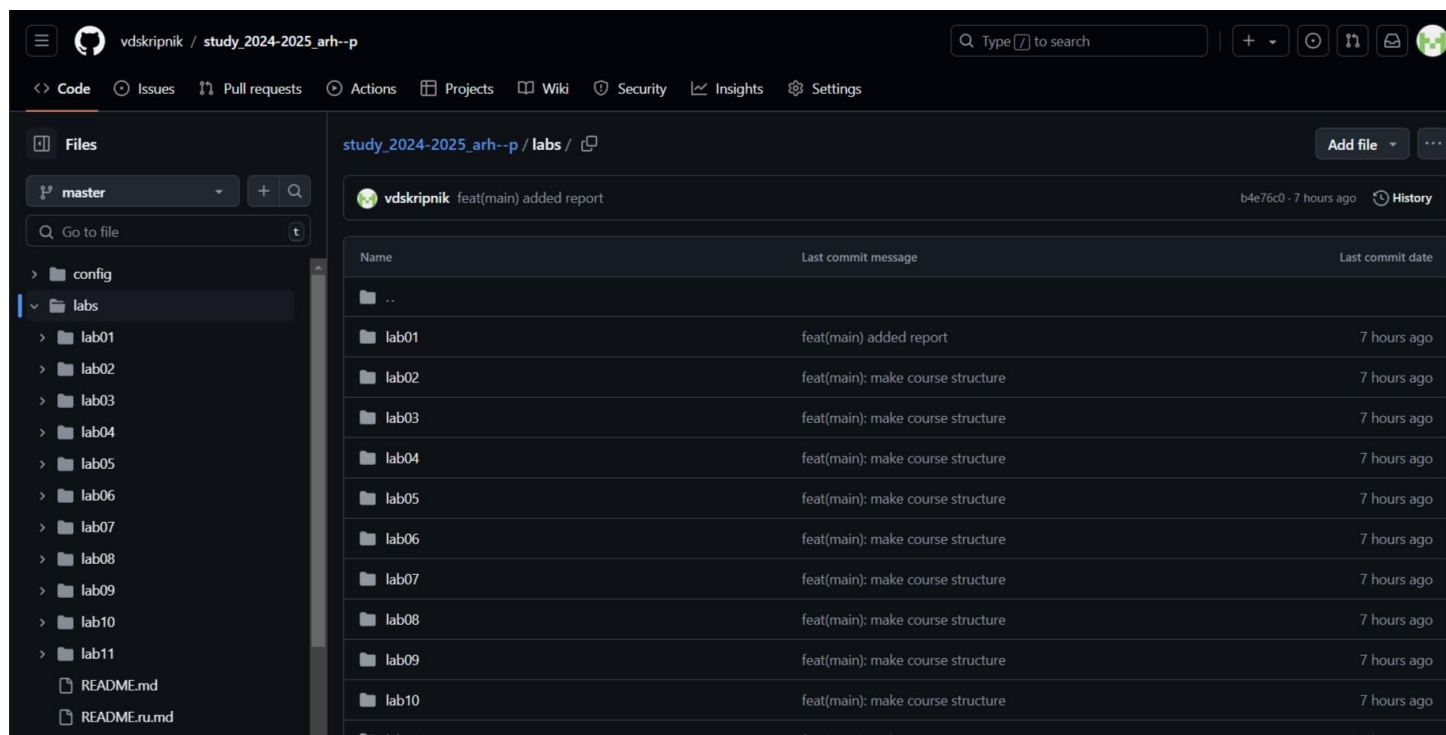 vdskripnik / study_2024-2025_arh--p
Type / to search
Code Issues Pull requests Actions Projects Wiki Security Insights Settings
Files
master
Go to file t
config
labs
lab01
lab02
lab03
lab04
lab05
lab06
lab07
lab08
lab09
lab10
lab11
README.md
README.ru.md
study_2024-2025_arh--p / labs /
Add file
vdskripnik feat(main) added report b4e76c0 · 7 hours ago History
Name Last commit message Last commit date
..
lab01 feat(main) added report 7 hours ago
lab02 feat(main): make course structure 7 hours ago
lab03 feat(main): make course structure 7 hours ago
lab04 feat(main): make course structure 7 hours ago
lab05 feat(main): make course structure 7 hours ago
lab06 feat(main): make course structure 7 hours ago
lab07 feat(main): make course structure 7 hours ago
lab08 feat(main): make course structure 7 hours ago
lab09 feat(main): make course structure 7 hours ago
lab10 feat(main): make course structure 7 hours ago